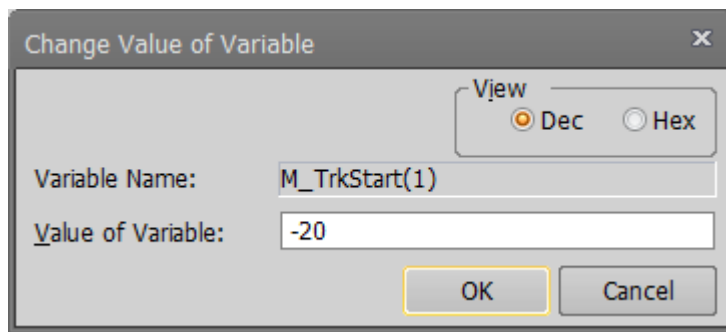 Change Value of Variable
View
Dec Hex
Variable Name: M_TrkStart(1)
Value of Variable: -20
OK Cancel